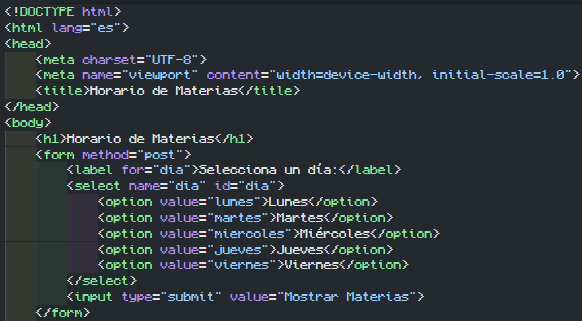 <!DOCTYPE html>
<html lang="es">
<head>
    <meta charset="UTF-8">
    <meta name="viewport" content="width=device-width, initial-scale=1.0">
    <title>Horario de Materias</title>
</head>
<body>
    <h1>Horario de Materias</h1>
    <form method="post">
        <label for="dia">Selecciona un día:</label>
        <select name="dia" id="dia">
            <option value="lunes">Lunes</option>
            <option value="martes">Martes</option>
            <option value="miercoles">Miércoles</option>
            <option value="jueves">Jueves</option>
            <option value="viernes">Viernes</option>
        </select>
        <input type="submit" value="Mostrar Materias">
    </form>